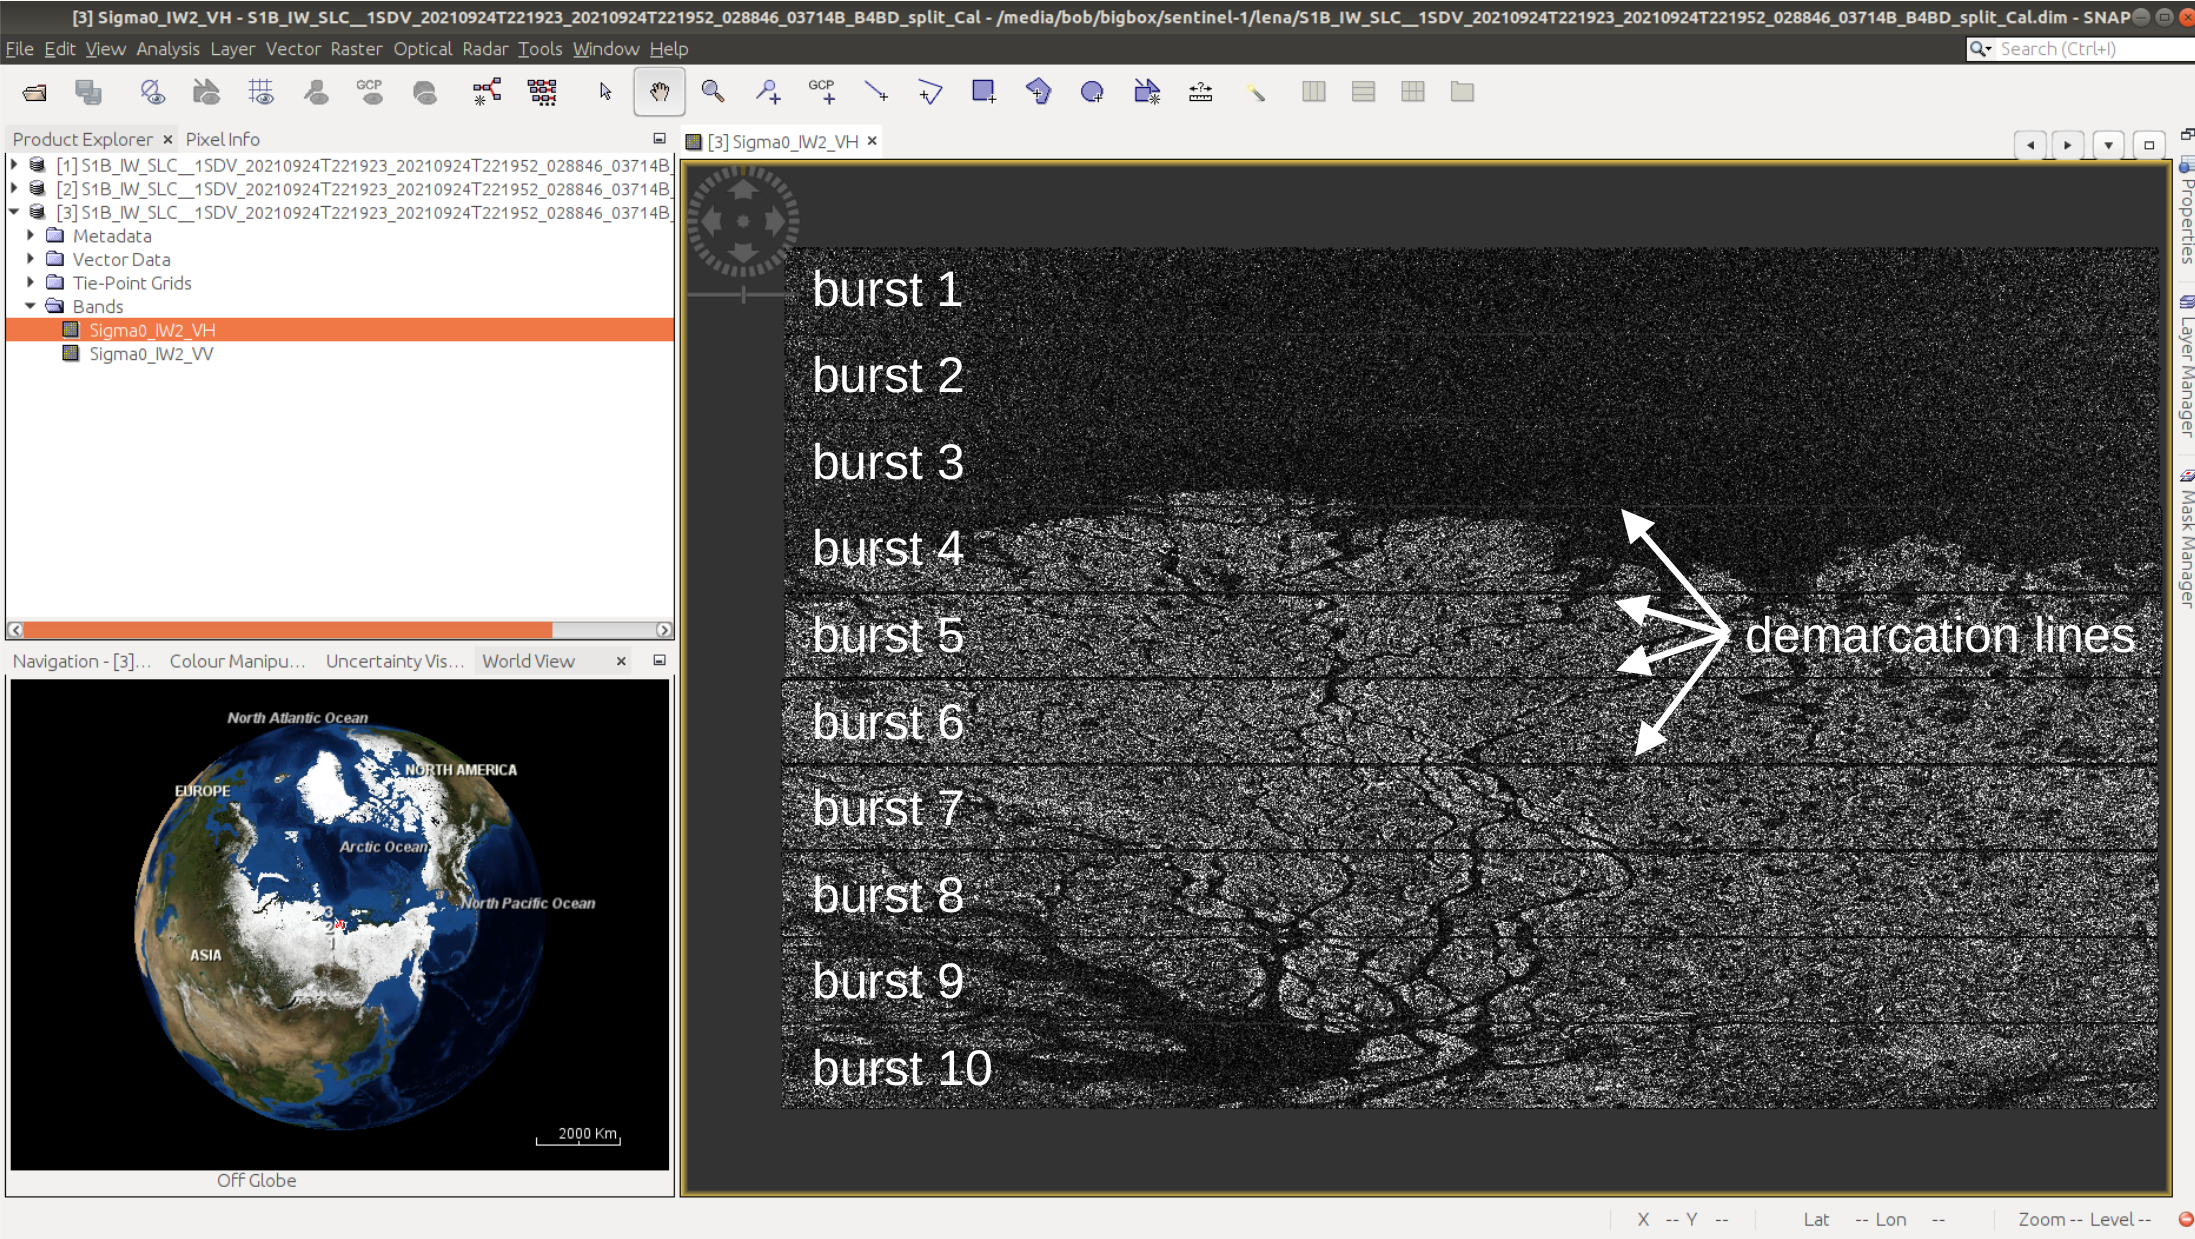 [3] Sigma0_IW2_VH - S1B_IW_SLC__1SDV_20210924T221923_20210924T221952_028846_03714B_B4BD_split_Cal - /media/bob/bigbox/sentinel-1/lena/S1B_IW_SLC__1SDV_20210924T221923_20210924T221952_028846_03714B_B4BD_split_Cal.dim - SNAP
File Edit View Analysis Layer Vector Raster Optical Radar Tools Window Help
Search (Ctrl+I)
GCP
GCP
Product Explorer Pixel Info
[3] Sigma0_IW2_VH
[1] S1B_IW_SLC__1SDV_20210924T221923_20210924T221952_028846_03714B_
[2] S1B_IW_SLC__1SDV_20210924T221923_20210924T221952_028846_03714B_
[3] S1B_IW_SLC__1SDV_20210924T221923_20210924T221952_028846_03714B_
Metadata
Vector Data
Tie-Point Grids
Bands
Sigma0_IW2_VH
Sigma0_IW2_VV
Navigation - [3]... Colour Manipu... Uncertainty Vis... World View
North Atlantic Ocean
NORTH AMERICA
EUROPE
Arctic Ocean
North Pacific Ocean
3
2
1
ASIA
2000 Km
Off Globe
burst 1
burst 2
burst 3
burst 4
burst 5
demarcation lines
burst 6
burst 7
burst 8
burst 9
burst 10
Properties
Layer Manager
Mask Manager
X -- Y -- Lat -- Lon -- Zoom -- Level --